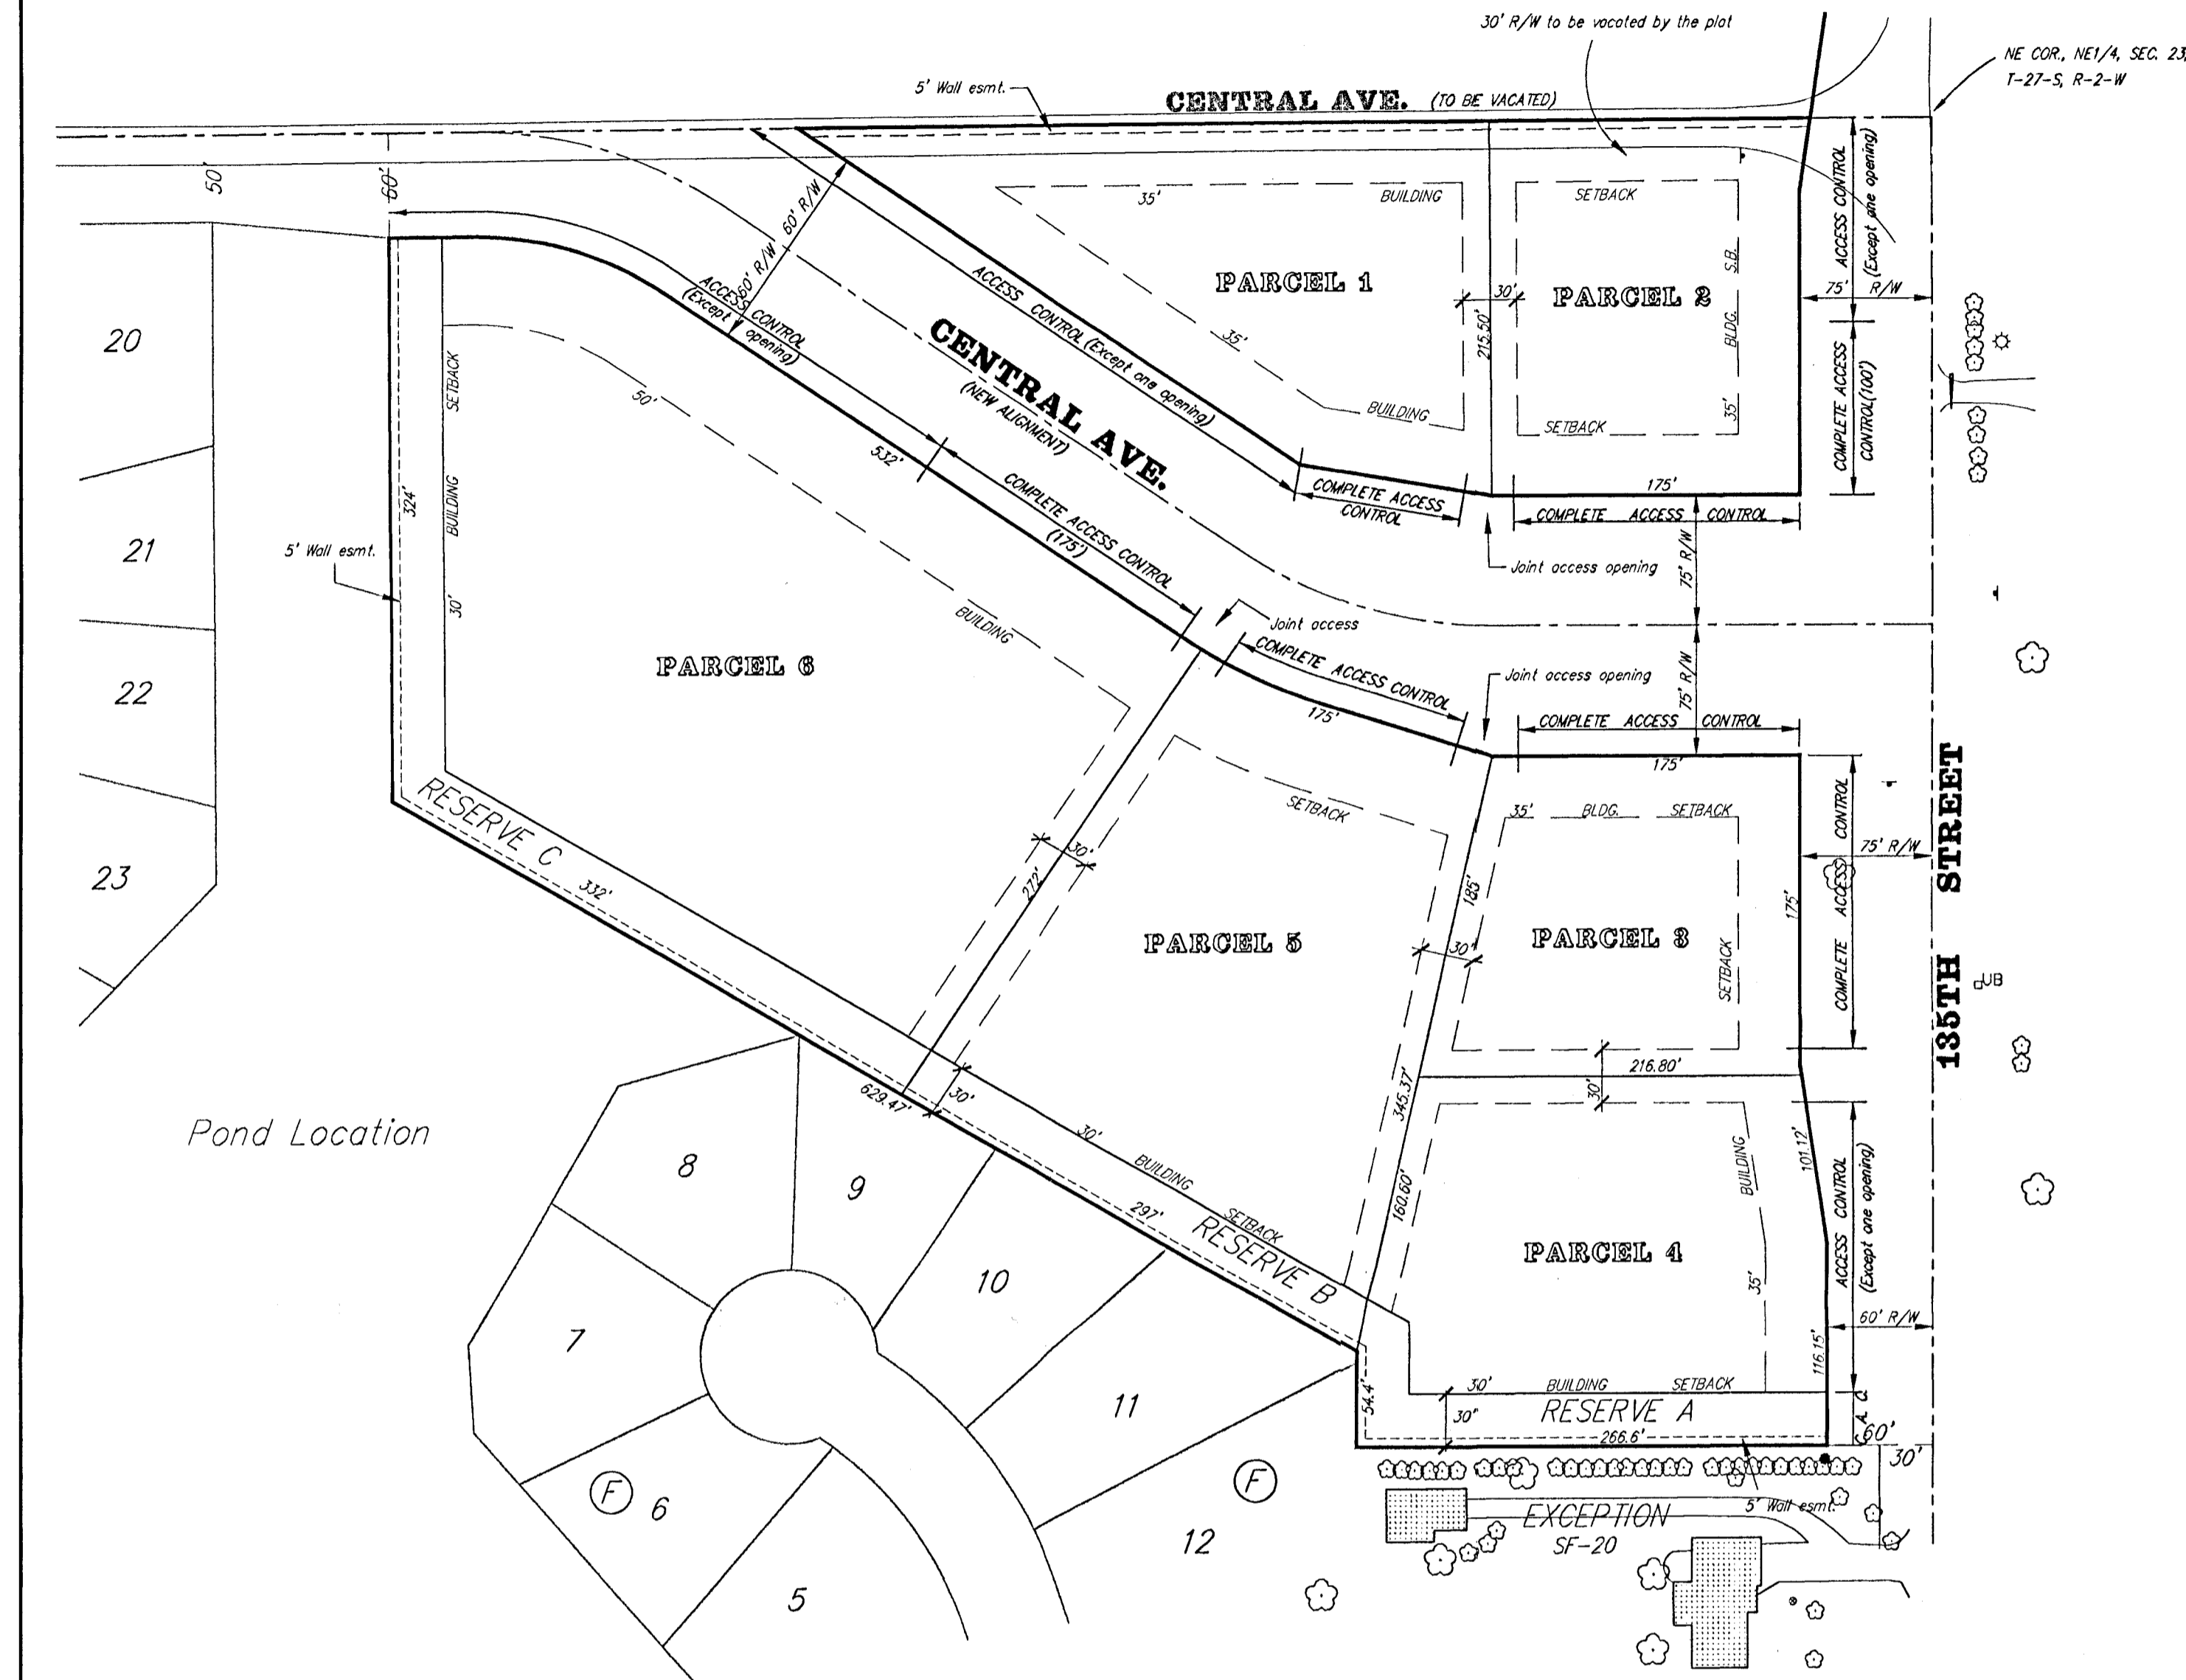 30' R/W to be vacated by the plat
NE COR., NE1/4, SEC. 23,
T-27-S, R-2-W
5' Wall esmt.
CENTRAL AVE. (TO BE VACATED)
50'
60'
60' R/W
60' R/W
35'
BUILDING
SETBACK
ACCESS CONTROL
(Except one opening)
PARCEL 1
30'
PARCEL 2
S.B.
BLDG.
75' R/W
215.50'
35'
35'
BUILDING
SETBACK
COMPLETE ACCESS
CONTROL(100')
ACCESS CONTROL (Except one opening)
ACCESS CONTROL
(Except opening)
CENTRAL AVE.
(NEW ALIGNMENT)
20
SETBACK
50'
532'
COMPLETE ACCESS CONTROL
(175')
COMPLETE ACCESS
CONTROL
175'
COMPLETE ACCESS CONTROL
Joint access opening
75' R/W
324'
BUILDING
30'
21
5' Wall esmt.
BUILDING
Joint access
COMPLETE ACCESS CONTROL
175'
Joint access opening
75' R/W
COMPLETE ACCESS CONTROL
175'
PARCEL 6
22
RESERVE C
332'
SETBACK
35' BLDG. SETBACK
COMPLETE ACCESS CONTROL
75' R/W
135TH STREET
23
30'
272'
185'
175'
PARCEL 5
PARCEL 3
30'
SETBACK
UB
216.80'
30'
629.47'
30'
30'
345.37'
Pond Location
BUILDING
SETBACK
297'
RESERVE B
160.60'
BUILDING
101.12'
ACCESS CONTROL
(Except one opening)
PARCEL 4
35'
60' R/W
116.15'
8
9
10
7
11
54.4'
30' BUILDING SETBACK
30'
RESERVE A
266.6'
C. A. C.
60'
30'
F
6
F
12
5
5' Wall esmt.
EXCEPTION
SF-20